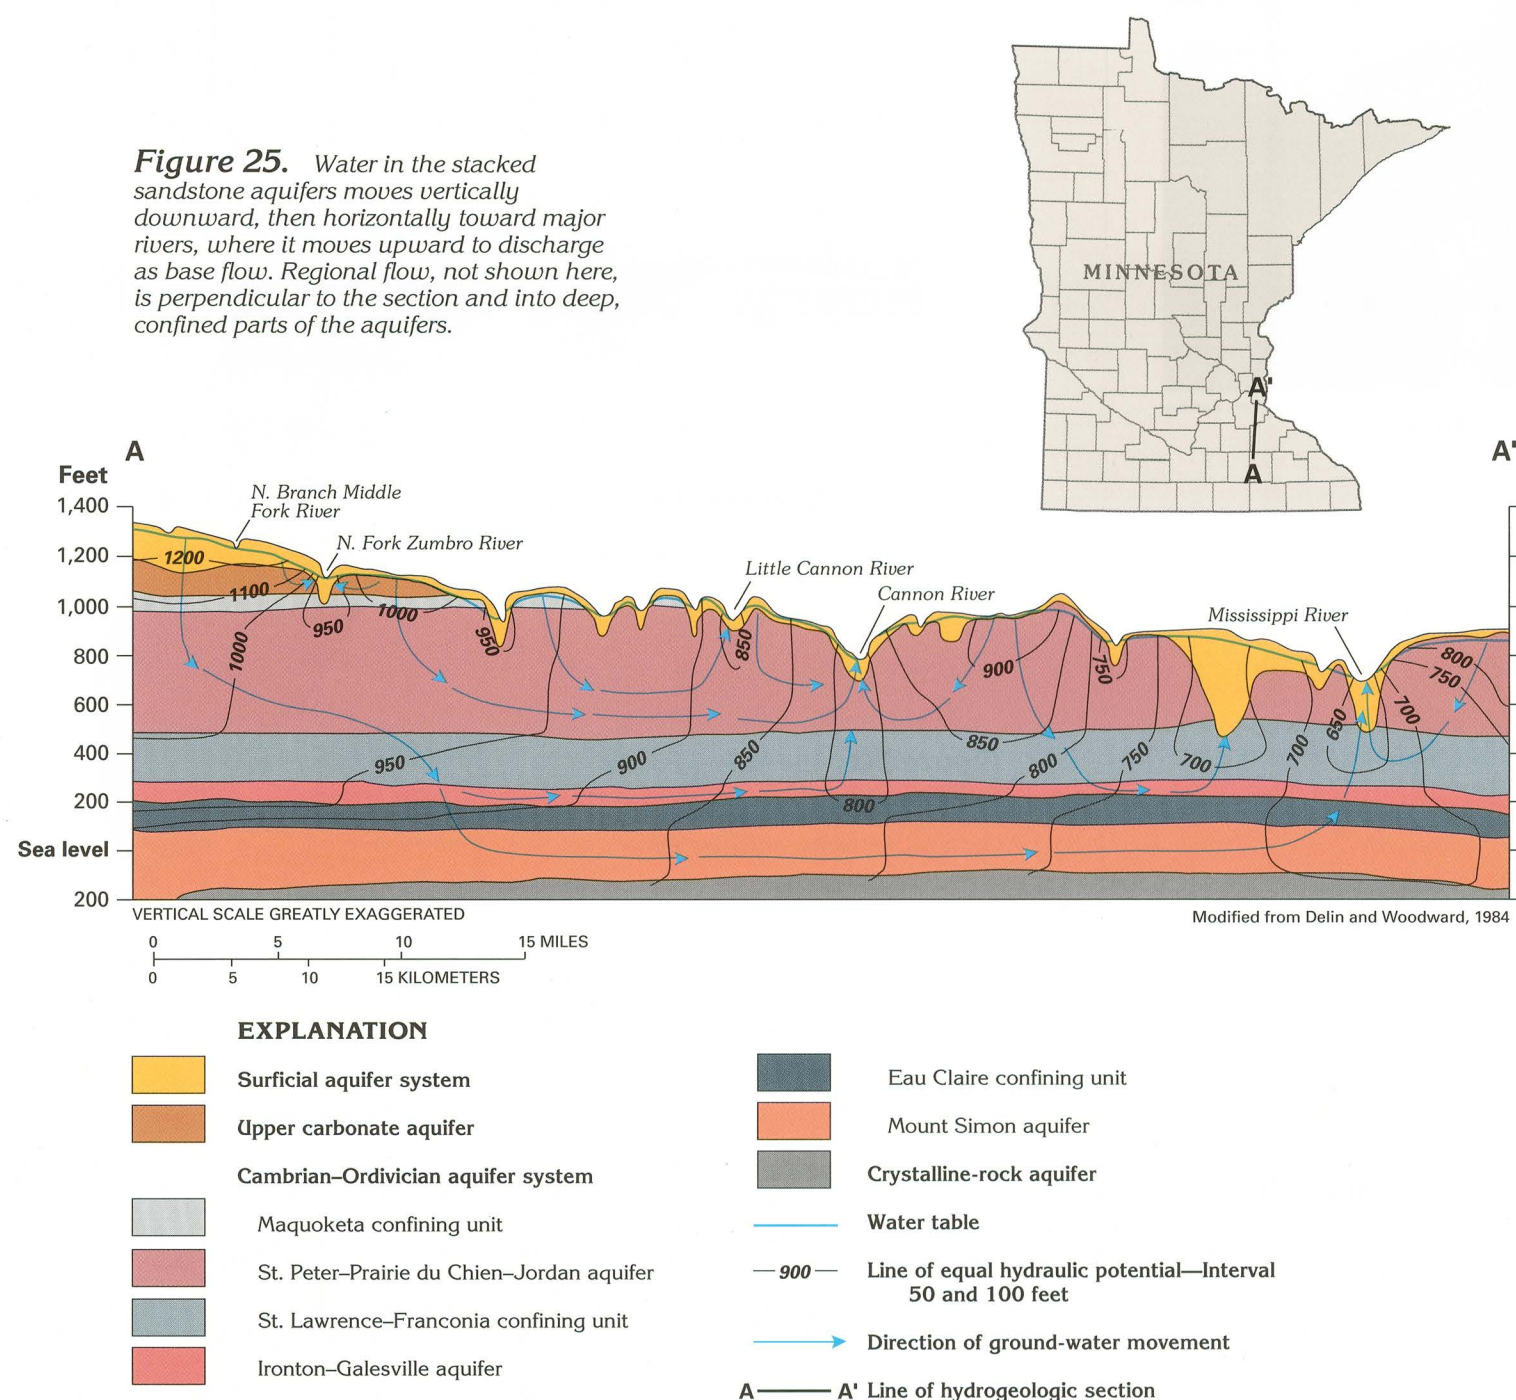 Figure 25. Water in the stacked
sandstone aquifers moves vertically
downward, then horizontally toward major
rivers, where it moves upward to discharge
as base flow. Regional flow, not shown here,
is perpendicular to the section and into deep,
confined parts of the aquifers.
MINNESOTA
A'
A
A
A'
Feet
1,400
1,200
1,000
800
600
400
200
Sea level
200
N. Branch Middle
Fork River
N. Fork Zumbro River
Little Cannon River
Cannon River
Mississippi River
1200
1100
1000
950
1000
950
850
900
750
800
750
700
650
850
950
900
850
800
800
750
700
700
VERTICAL SCALE GREATLY EXAGGERATED
Modified from Delin and Woodward, 1984
0 5 10 15 MILES
0 5 10 15 KILOMETERS
EXPLANATION
Surficial aquifer system
Upper carbonate aquifer
Cambrian–Ordivician aquifer system
Maquoketa confining unit
St. Peter–Prairie du Chien–Jordan aquifer
St. Lawrence–Franconia confining unit
Ironton–Galesville aquifer
Eau Claire confining unit
Mount Simon aquifer
Crystalline-rock aquifer
Water table
900 Line of equal hydraulic potential—Interval
50 and 100 feet
Direction of ground-water movement
A A' Line of hydrogeologic section